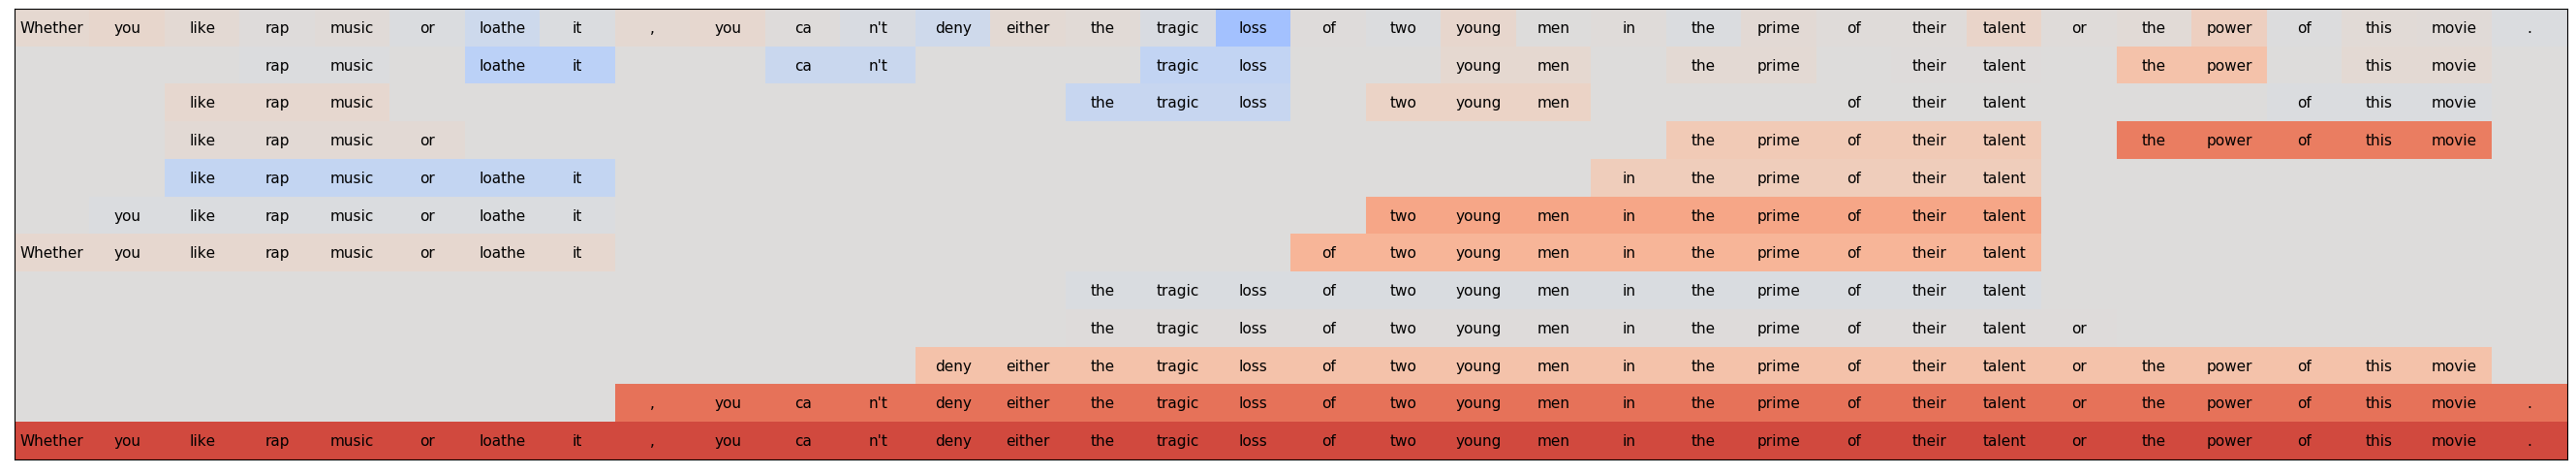 Whether you like rap music or loathe it , you ca n't deny either the tragic loss of two young men in the prime of their talent or the power of this movie .
rap music loathe it ca n't tragic loss young men the prime their talent the power this movie
like rap music the tragic loss two young men of their talent of this movie
like rap music or the prime of their talent the power of this movie
like rap music or loathe it in the prime of their talent
you like rap music or loathe it two young men in the prime of their talent
Whether you like rap music or loathe it of two young men in the prime of their talent
the tragic loss of two young men in the prime of their talent
the tragic loss of two young men in the prime of their talent or
deny either the tragic loss of two young men in the prime of their talent or the power of this movie
, you ca n't deny either the tragic loss of two young men in the prime of their talent or the power of this movie .
Whether you like rap music or loathe it , you ca n't deny either the tragic loss of two young men in the prime of their talent or the power of this movie .